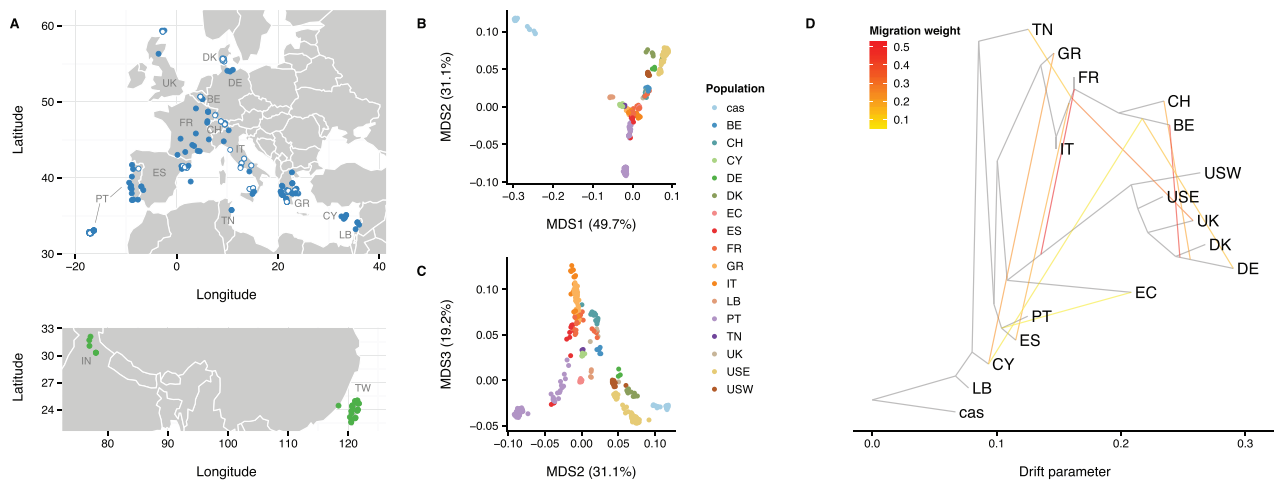 A
60
50
40
30
Latitude
−20
0
20
40
Longitude
UK
DK
DE
BE
FR
CH
IT
ES
PT
GR
TN
CY
LB
33
30
27
24
Latitude
80
90
100
110
120
Longitude
IN
TW
B
0.10
0.05
0.00
−0.05
−0.10
MDS2 (31.1%)
−0.3
−0.2
−0.1
0.0
0.1
MDS1 (49.7%)
C
0.10
0.05
0.00
−0.05
MDS3 (19.2%)
−0.10
−0.05
0.00
0.05
0.10
MDS2 (31.1%)
Population
cas
BE
CH
CY
DE
DK
EC
ES
FR
GR
IT
LB
PT
TN
UK
USE
USW
D
Migration weight
0.5
0.4
0.3
0.2
0.1
TN
GR
FR
CH
BE
IT
USW
USE
UK
DK
DE
EC
PT
ES
CY
LB
cas
0.0
0.1
0.2
0.3
Drift parameter